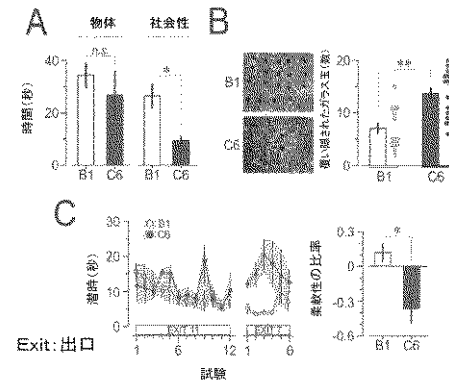 A
物体
社会性
n.s.
*
時間(秒)
40
20
0
B1
C6
B1
C6
B
B1
C6
覆い隠されたガラス玉(数)
20
10
0
**
B1
C6
C
潜時(秒)
30
20
10
0
B1
C6
EXIT 1
1
6
12
1
6
試験
Exit:出口
柔軟性の比率
0.3
0
-0.3
-0.6
*
B1
C6